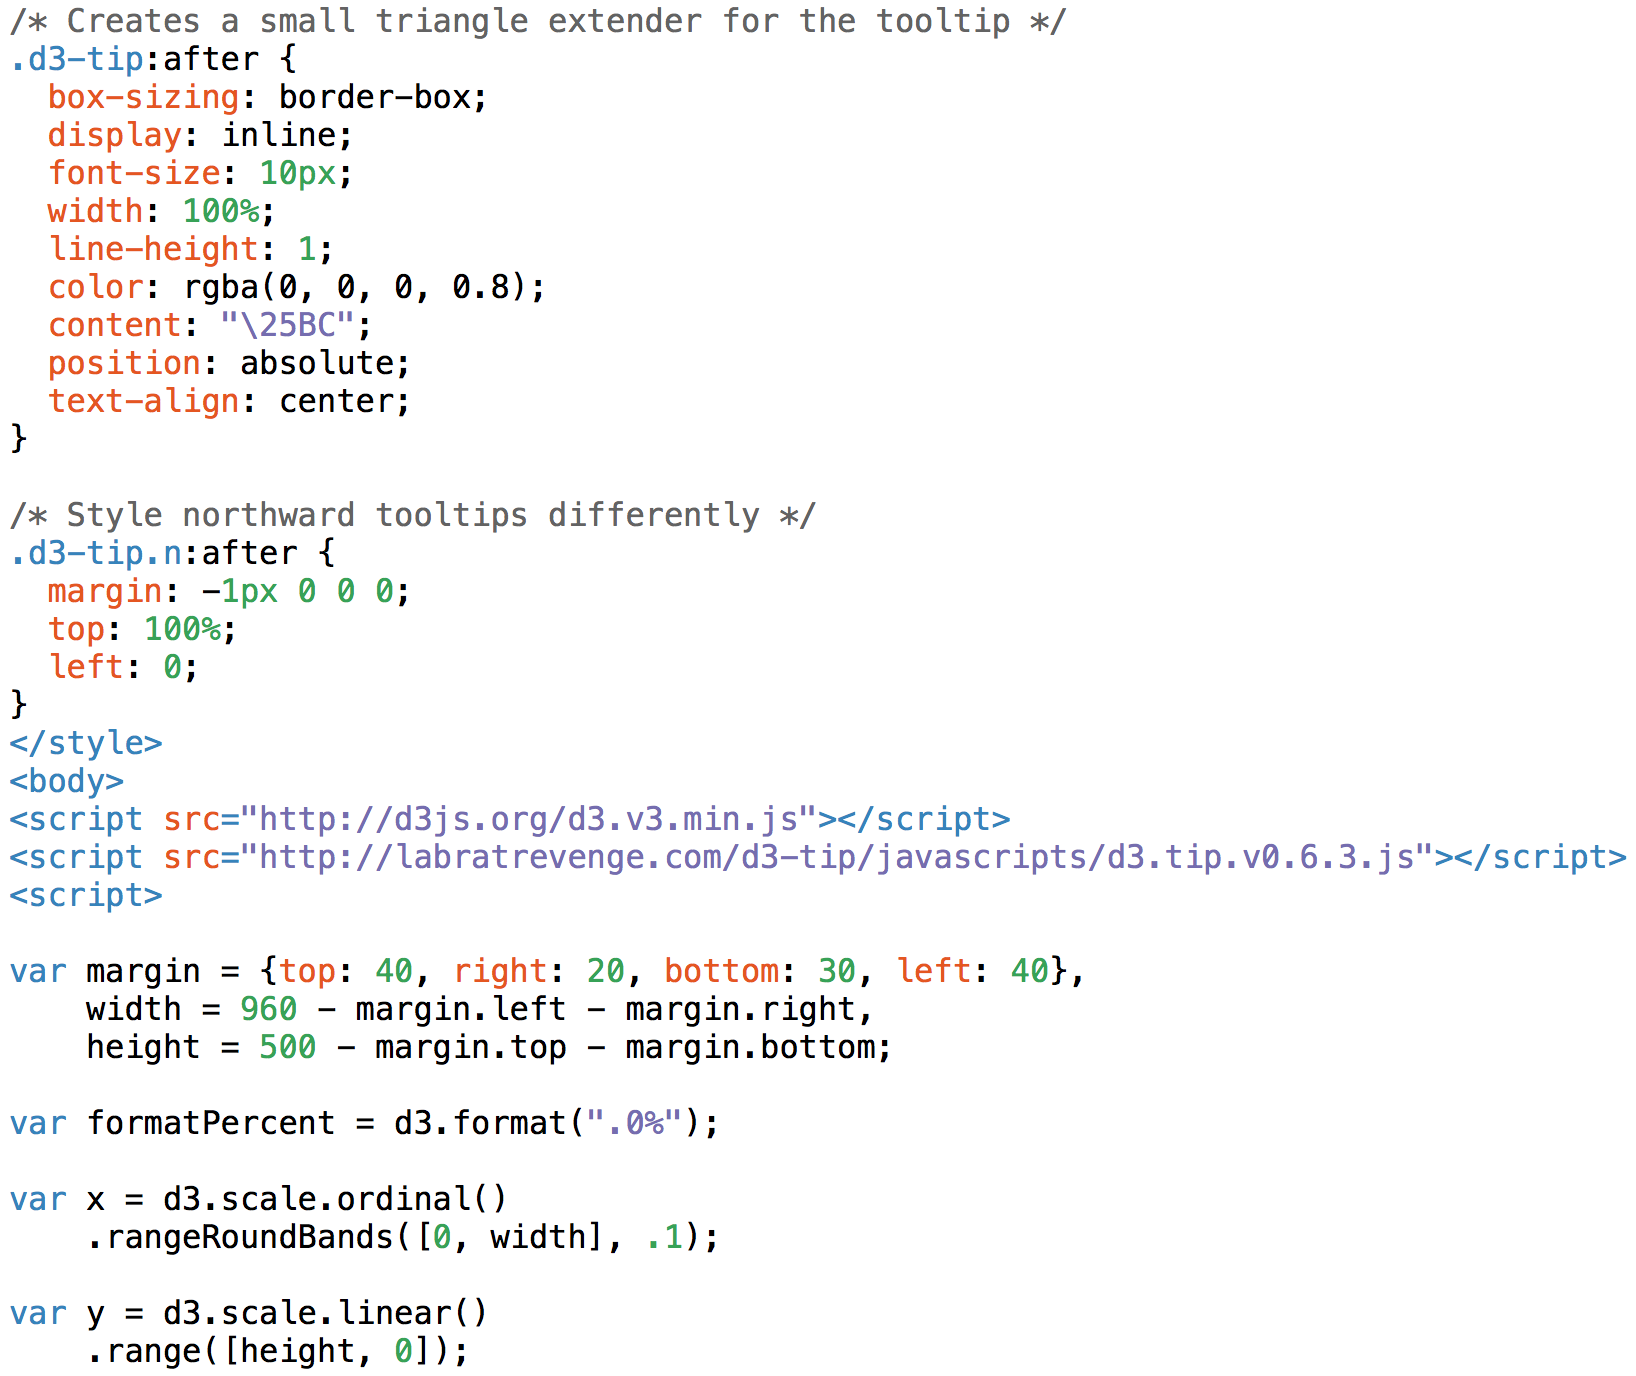 /* Creates a small triangle extender for the tooltip */
.d3-tip:after {
  box-sizing: border-box;
  display: inline;
  font-size: 10px;
  width: 100%;
  line-height: 1;
  color: rgba(0, 0, 0, 0.8);
  content: "\25BC";
  position: absolute;
  text-align: center;
}

/* Style northward tooltips differently */
.d3-tip.n:after {
  margin: -1px 0 0 0;
  top: 100%;
  left: 0;
}
</style>
<body>
<script src="http://d3js.org/d3.v3.min.js"></script>
<script src="http://labratrevenge.com/d3-tip/javascripts/d3.tip.v0.6.3.js"></script>
<script>

var margin = {top: 40, right: 20, bottom: 30, left: 40},
    width = 960 - margin.left - margin.right,
    height = 500 - margin.top - margin.bottom;

var formatPercent = d3.format(".0%");

var x = d3.scale.ordinal()
    .rangeRoundBands([0, width], .1);

var y = d3.scale.linear()
    .range([height, 0]);